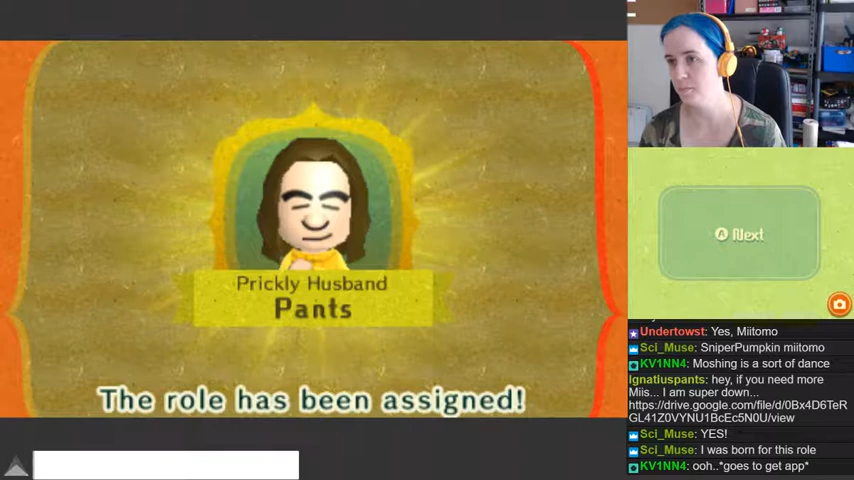 Prickly Husband
Pants
The role has been assigned!
A Next
Undertowst: Yes, Miitomo
Sci_Muse: SniperPumpkin miitomo
KV1NN4: Moshing is a sort of dance
ignatiuspants: hey, if you need more
Miis... I am super down...
https://drive.google.com/file/d/0Bx4D6TeR
GL41Z0VYNU1BcEc5N0U/view
Sci_Muse: YES!
Sci_Muse: I was born for this role
KV1NN4: ooh..*goes to get app*